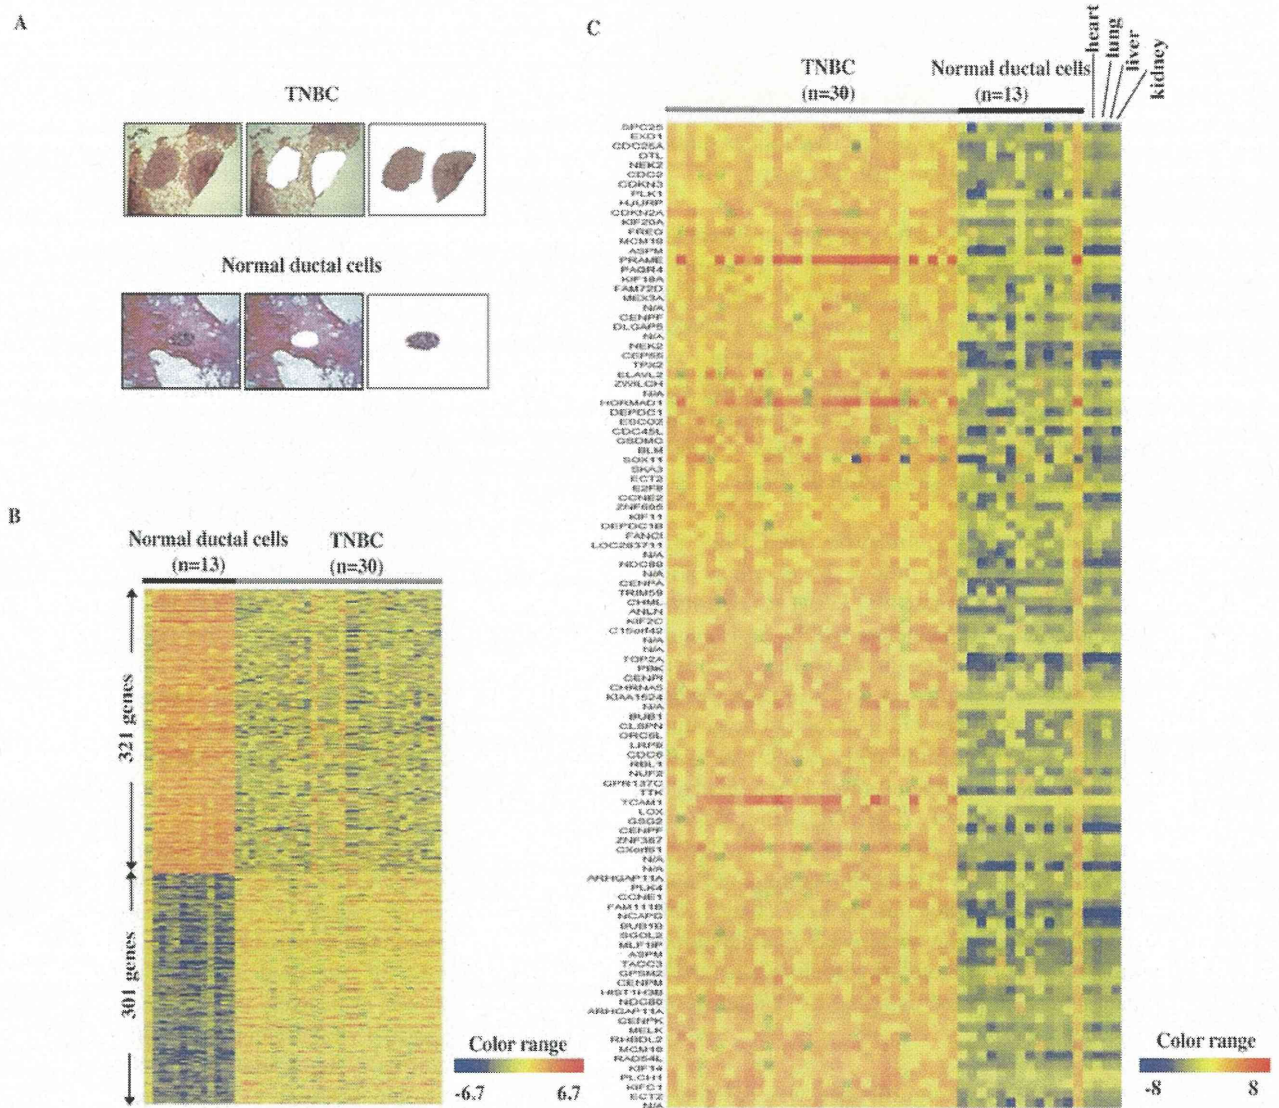 A
TNBC
Normal ductal cells
B
Normal ductal cells
(n=13)
TNBC
(n=30)
321 genes
301 genes
Color range
-6.7
6.7
C
TNBC
(n=30)
Normal ductal cells
(n=13)
heart
lung
liver
kidney
SPC25
EXO1
CDC25A
DTL
NEK2
CDC2
CDKN3
PLK1
HJURP
CDKN2A
KIF20A
MCM10
ASPM
PRAME
PAQR4
KIF18A
FAM72D
MEX3A
N/A
CENPF
DLGAP5
N/A
NEK2
CEP55
TPX2
ELAVL2
ZWILCH
N/A
HORMAD1
DEPDC1
ESCO2
CDC45L
GSDMC
BLM
SOX11
SKA3
ECT2
E2F8
CCNE2
ZNF695
KIF11
DEPDC1B
FANCI
LOC283711
N/A
NDC80
N/A
CENPA
TRIM59
CHML
ANLN
KIF2C
C15orf42
N/A
N/A
TOP2A
PBK
CENPI
CHRNA5
KIAA1524
N/A
BUB1
CLSPN
ORC6L
LRP8
CDC6
RBL1
NUF2
GPR137C
TTK
TCAM1
LOX
GSG2
CENPF
ZNF367
CXorf61
N/A
N/A
ARHGAP11A
PLK4
CCNE1
FAM111B
NCAPG
BUB1B
SGOL2
MLF1IP
ASPM
TACC3
GPSM2
CENPM
HIST1H3B
NDC80
ARHGAP11A
CENPK
MELK
RHBDL2
MCM10
RAD54L
KIF14
PLCH1
KIFC1
ECT2
N/A
Color range
-8
8